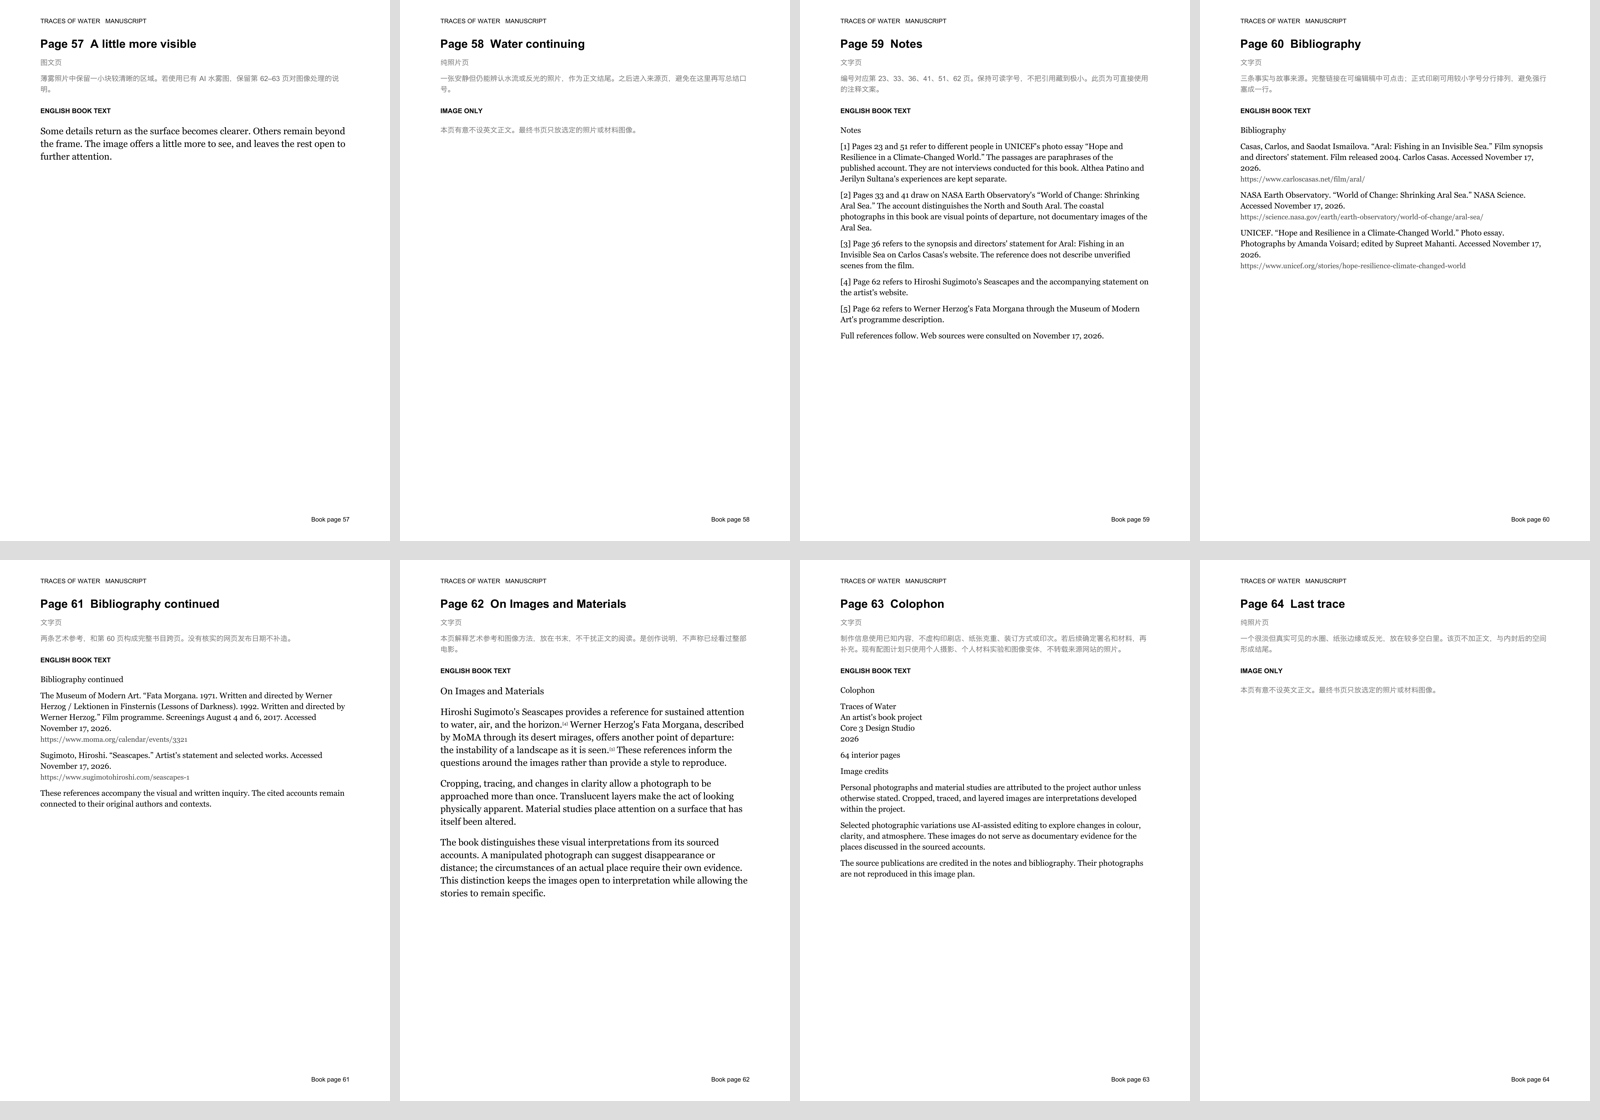 TRACES OF WATER MANUSCRIPT
Page 57 A little more visible
图文页
薄雾照片中保留一小块较清晰的区域。若使用已有 AI 水雾图，保留第 62–63 页对图像处理的说
明。
ENGLISH BOOK TEXT
Some details return as the surface becomes clearer. Others remain beyond
the frame. The image offers a little more to see, and leaves the rest open to
further attention.
Book page 57
TRACES OF WATER MANUSCRIPT
Page 58 Water continuing
纯照片页
一张安静但仍能辨认水流或反光的照片，作为正文结尾。之后进入来源页，避免在这里再写总结口
号。
IMAGE ONLY
本页有意不设英文正文。最终书页只放选定的照片或材料图像。
Book page 58
TRACES OF WATER MANUSCRIPT
Page 59 Notes
文字页
编号对应第 23、33、36、41、51、62 页。保持可读字号，不把引用藏到极小。此页为可直接使用
的注释文案。
ENGLISH BOOK TEXT
Notes
[1] Pages 23 and 51 refer to different people in UNICEF's photo essay “Hope and
Resilience in a Climate-Changed World.” The passages are paraphrases of the
published account. They are not interviews conducted for this book. Althea Patino and
Jerilyn Sultana's experiences are kept separate.
[2] Pages 33 and 41 draw on NASA Earth Observatory's “World of Change: Shrinking
Aral Sea.” The account distinguishes the North and South Aral. The coastal
photographs in this book are visual points of departure, not documentary images of the
Aral Sea.
[3] Page 36 refers to the synopsis and directors' statement for Aral: Fishing in an
Invisible Sea on Carlos Casas's website. The reference does not describe unverified
scenes from the film.
[4] Page 62 refers to Hiroshi Sugimoto's Seascapes and the accompanying statement on
the artist's website.
[5] Page 62 refers to Werner Herzog's Fata Morgana through the Museum of Modern
Art's programme description.
Full references follow. Web sources were consulted on November 17, 2026.
Book page 59
TRACES OF WATER MANUSCRIPT
Page 60 Bibliography
文字页
三条事实与故事来源。完整链接在可编辑稿中可点击；正式印刷可用较小字号分行排列，避免强行
塞成一行。
ENGLISH BOOK TEXT
Bibliography
Casas, Carlos, and Saodat Ismailova. “Aral: Fishing in an Invisible Sea.” Film synopsis
and directors' statement. Film released 2004. Carlos Casas. Accessed November 17,
2026.
https://www.carloscasas.net/film/aral/
NASA Earth Observatory. “World of Change: Shrinking Aral Sea.” NASA Science.
Accessed November 17, 2026.
https://science.nasa.gov/earth/earth-observatory/world-of-change/aral-sea/
UNICEF. “Hope and Resilience in a Climate-Changed World.” Photo essay.
Photographs by Amanda Voisard; edited by Supreet Mahanti. Accessed November 17,
2026.
https://www.unicef.org/stories/hope-resilience-climate-changed-world
Book page 60
TRACES OF WATER MANUSCRIPT
Page 61 Bibliography continued
文字页
两条艺术参考，和第 60 页构成完整书目跨页。没有核实的网页发布日期不补造。
ENGLISH BOOK TEXT
Bibliography continued
The Museum of Modern Art. “Fata Morgana. 1971. Written and directed by Werner
Herzog / Lektionen in Finsternis (Lessons of Darkness). 1992. Written and directed by
Werner Herzog.” Film programme. Screenings August 4 and 6, 2017. Accessed
November 17, 2026.
https://www.moma.org/calendar/events/3321
Sugimoto, Hiroshi. “Seascapes.” Artist's statement and selected works. Accessed
November 17, 2026.
https://www.sugimotohiroshi.com/seascapes-1
These references accompany the visual and written inquiry. The cited accounts remain
connected to their original authors and contexts.
Book page 61
TRACES OF WATER MANUSCRIPT
Page 62 On Images and Materials
文字页
本页解释艺术参考和图像方法，放在书末，不干扰正文的阅读。是创作说明，不声称已经看过整部
电影。
ENGLISH BOOK TEXT
On Images and Materials
Hiroshi Sugimoto's Seascapes provides a reference for sustained attention
to water, air, and the horizon.[4] Werner Herzog's Fata Morgana, described
by MoMA through its desert mirages, offers another point of departure:
the instability of a landscape as it is seen.[5] These references inform the
questions around the images rather than provide a style to reproduce.
Cropping, tracing, and changes in clarity allow a photograph to be
approached more than once. Translucent layers make the act of looking
physically apparent. Material studies place attention on a surface that has
itself been altered.
The book distinguishes these visual interpretations from its sourced
accounts. A manipulated photograph can suggest disappearance or
distance; the circumstances of an actual place require their own evidence.
This distinction keeps the images open to interpretation while allowing the
stories to remain specific.
Book page 62
TRACES OF WATER MANUSCRIPT
Page 63 Colophon
文字页
制作信息使用已知内容，不虚构印刷店、纸张克重、装订方式或印次。若后续确定署名和材料，再
补充。现有配图计划只使用个人摄影、个人材料实验和图像变体，不转载来源网站的照片。
ENGLISH BOOK TEXT
Colophon
Traces of Water
An artist's book project
Core 3 Design Studio
2026
64 interior pages
Image credits
Personal photographs and material studies are attributed to the project author unless
otherwise stated. Cropped, traced, and layered images are interpretations developed
within the project.
Selected photographic variations use AI-assisted editing to explore changes in colour,
clarity, and atmosphere. These images do not serve as documentary evidence for the
places discussed in the sourced accounts.
The source publications are credited in the notes and bibliography. Their photographs
are not reproduced in this image plan.
Book page 63
TRACES OF WATER MANUSCRIPT
Page 64 Last trace
纯照片页
一个很淡但真实可见的水圈、纸张边缘或反光，放在较多空白里。该页不加正文，与内封后的空间
形成结尾。
IMAGE ONLY
本页有意不设英文正文。最终书页只放选定的照片或材料图像。
Book page 64